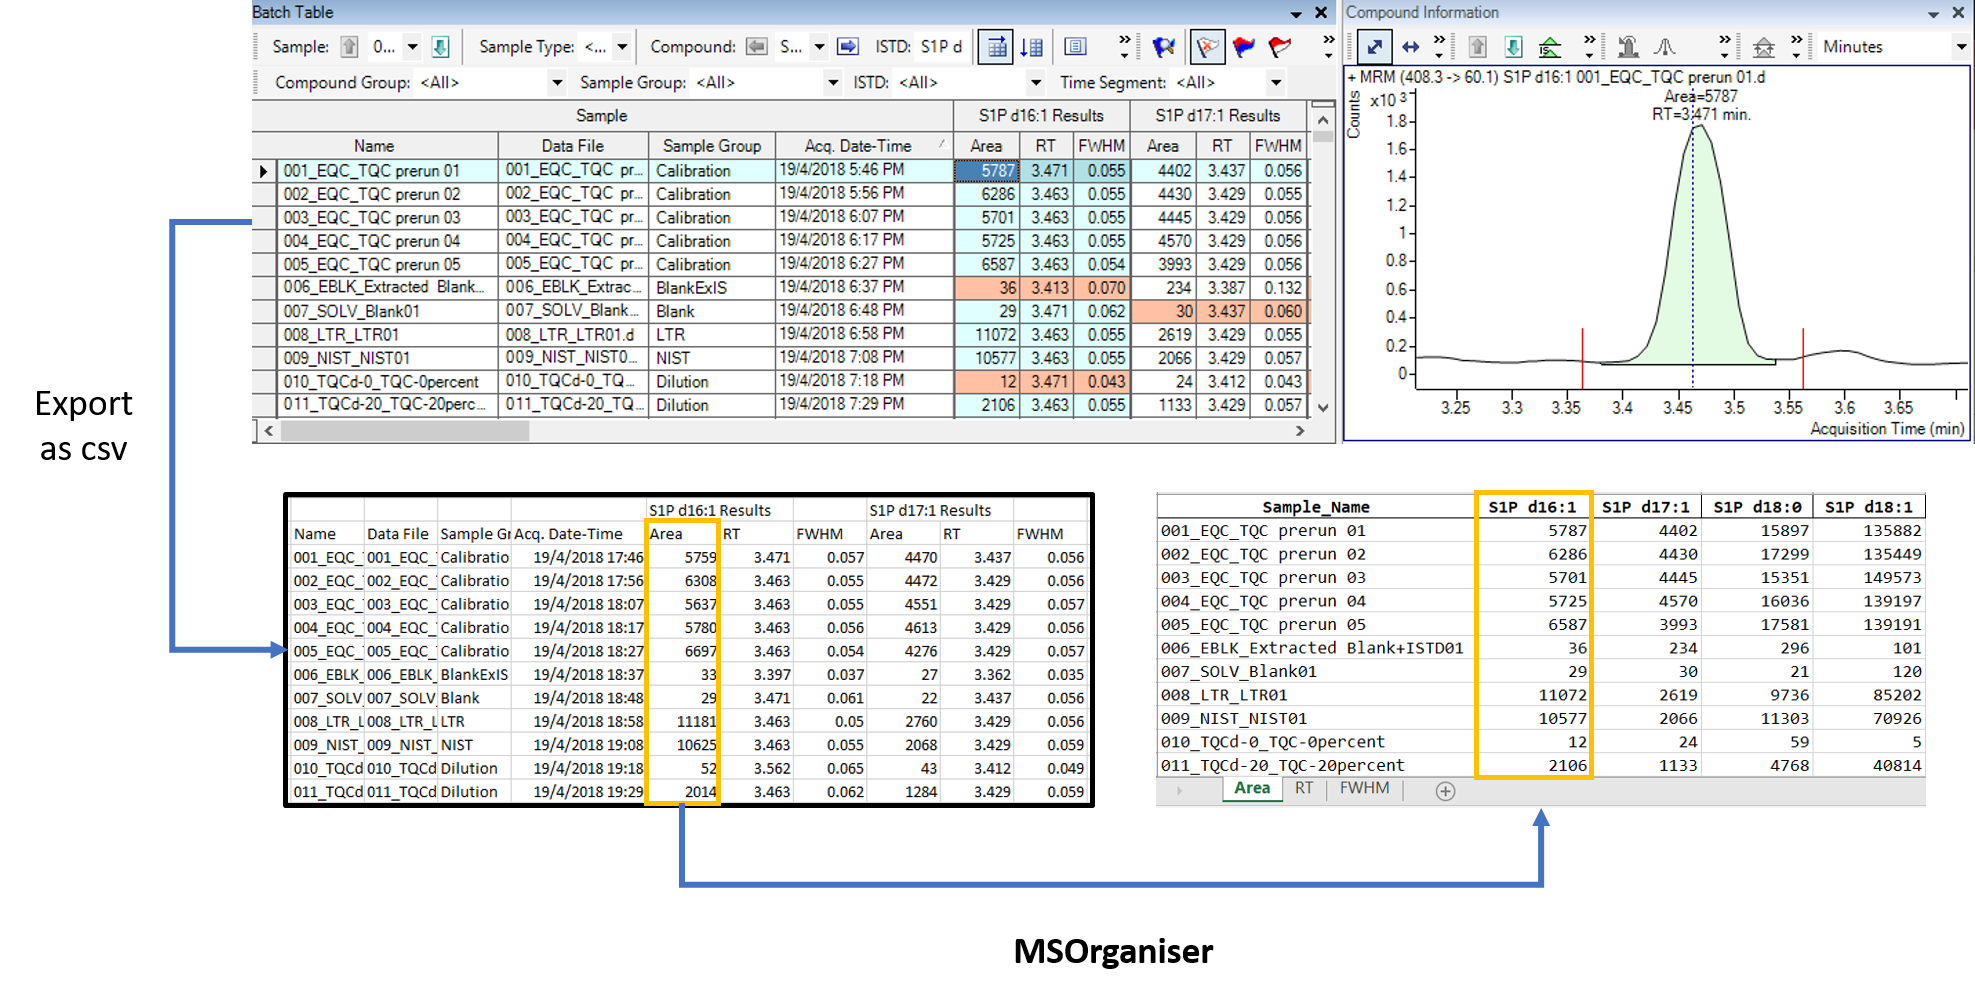 Batch Table
Sample: 0... Sample Type: <... Compound: S... ISTD: S1P d
Compound Group: <All> Sample Group: <All> ISTD: <All> Time Segment: <All>
Sample S1P d16:1 Results S1P d17:1 Results
Name Data File Sample Group Acq. Date-Time Area RT FWHM Area RT FWHM
001_EQC_TQC prerun 01 001_EQC_TQC pr... Calibration 19/4/2018 5:46 PM 5787 3.471 0.055 4402 3.437 0.056
002_EQC_TQC prerun 02 002_EQC_TQC pr... Calibration 19/4/2018 5:56 PM 6286 3.463 0.055 4430 3.429 0.055
003_EQC_TQC prerun 03 003_EQC_TQC pr... Calibration 19/4/2018 6:07 PM 5701 3.463 0.055 4445 3.429 0.056
004_EQC_TQC prerun 04 004_EQC_TQC pr... Calibration 19/4/2018 6:17 PM 5725 3.463 0.055 4570 3.429 0.056
005_EQC_TQC prerun 05 005_EQC_TQC pr... Calibration 19/4/2018 6:27 PM 6587 3.463 0.054 3993 3.429 0.056
006_EBLK_Extracted Blank... 006_EBLK_Extrac... BlankExIS 19/4/2018 6:37 PM 36 3.413 0.070 234 3.387 0.132
007_SOLV_Blank01 007_SOLV_Blank... Blank 19/4/2018 6:48 PM 29 3.471 0.062 30 3.437 0.060
008_LTR_LTR01 008_LTR_LTR01.d LTR 19/4/2018 6:58 PM 11072 3.463 0.055 2619 3.429 0.055
009_NIST_NIST01 009_NIST_NIST0... NIST 19/4/2018 7:08 PM 10577 3.463 0.055 2066 3.429 0.057
010_TQCd-0_TQC-0percent 010_TQCd-0_TQ... Dilution 19/4/2018 7:18 PM 12 3.471 0.043 24 3.412 0.043
011_TQCd-20_TQC-20perc... 011_TQCd-20_TQ... Dilution 19/4/2018 7:29 PM 2106 3.463 0.055 1133 3.429 0.057
Compound Information
Minutes
+ MRM (408.3 -> 60.1) S1P d16:1 001_EQC_TQC prerun 01.d
Area=5787
RT=3.471 min.
Counts
x10 3
1.8
1.6
1.4
1.2
1
0.8
0.6
0.4
0.2
0
3.25 3.3 3.35 3.4 3.45 3.5 3.55 3.6 3.65
Acquisition Time (min)
Export
as csv
S1P d16:1 Results S1P d17:1 Results
Name Data File Sample Gr Acq. Date-Time Area RT FWHM Area RT FWHM
001_EQC_ 001_EQC_ Calibratio 19/4/2018 17:46 5759 3.471 0.057 4470 3.437 0.056
002_EQC_ 002_EQC_ Calibratio 19/4/2018 17:56 6308 3.463 0.055 4472 3.429 0.056
003_EQC_ 003_EQC_ Calibratio 19/4/2018 18:07 5637 3.463 0.055 4551 3.429 0.057
004_EQC_ 004_EQC_ Calibratio 19/4/2018 18:17 5780 3.463 0.056 4613 3.429 0.056
005_EQC_ 005_EQC_ Calibratio 19/4/2018 18:27 6697 3.463 0.054 4276 3.429 0.057
006_EBLK_ 006_EBLK_ BlankExIS 19/4/2018 18:37 33 3.397 0.037 27 3.362 0.035
007_SOLV_ 007_SOLV_ Blank 19/4/2018 18:48 29 3.471 0.061 22 3.437 0.056
008_LTR_L 008_LTR_L LTR 19/4/2018 18:58 11181 3.463 0.05 2760 3.429 0.056
009_NIST_ 009_NIST_ NIST 19/4/2018 19:08 10625 3.463 0.055 2068 3.429 0.059
010_TQCd 010_TQCd Dilution 19/4/2018 19:18 52 3.562 0.065 43 3.412 0.049
011_TQCd 011_TQCd Dilution 19/4/2018 19:29 2014 3.463 0.062 1284 3.429 0.059
Sample_Name S1P d16:1 S1P d17:1 S1P d18:0 S1P d18:1
001_EQC_TQC prerun 01 5787 4402 15897 135882
002_EQC_TQC prerun 02 6286 4430 17299 135449
003_EQC_TQC prerun 03 5701 4445 15351 149573
004_EQC_TQC prerun 04 5725 4570 16036 139197
005_EQC_TQC prerun 05 6587 3993 17581 139191
006_EBLK_Extracted Blank+ISTD01 36 234 296 101
007_SOLV_Blank01 29 30 21 120
008_LTR_LTR01 11072 2619 9736 85202
009_NIST_NIST01 10577 2066 11303 70926
010_TQCd-0_TQC-0percent 12 24 59 5
011_TQCd-20_TQC-20percent 2106 1133 4768 40814
Area RT FWHM
MSOrganiser